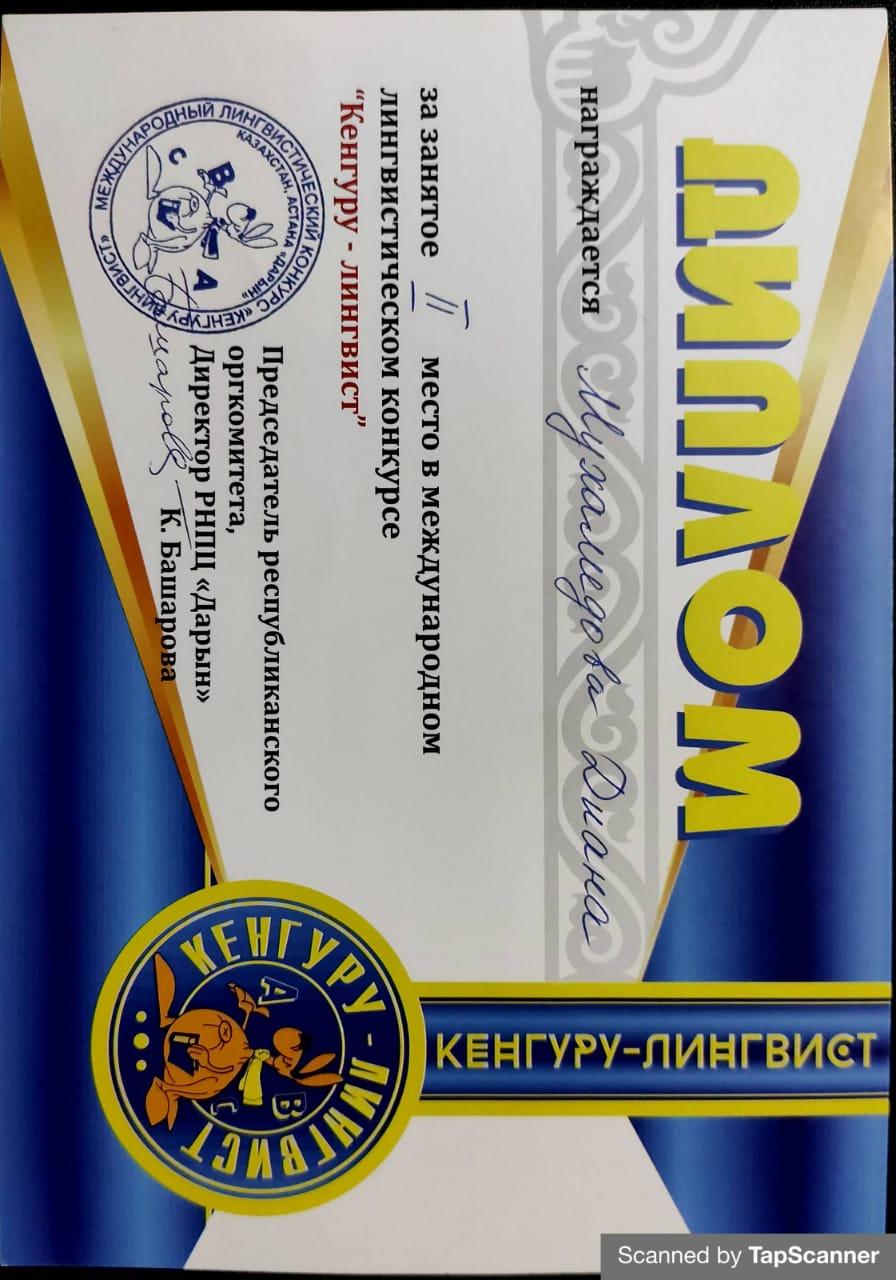 ДИПЛОМ
награждается Мухамедова Диана
за занятое II место в международном
лингвистическом конкурсе
“Кенгуру - лингвист”
Председатель республиканского
оргкомитета,
Директор РНПЦ «Дарын»
Башарова К. Башарова
МЕЖДУНАРОДНЫЙ ЛИНГВИСТИЧЕСКИЙ КОНКУРС «КЕНГУРУ ЛИНГВИСТ»
КАЗАХСТАН, АСТАНА «ДАРЫН»
A B C
КЕНГУРУ-ЛИНГВИСТ
КЕНГУРУ - ЛИНГВИСТ
A B C
Scanned by TapScanner